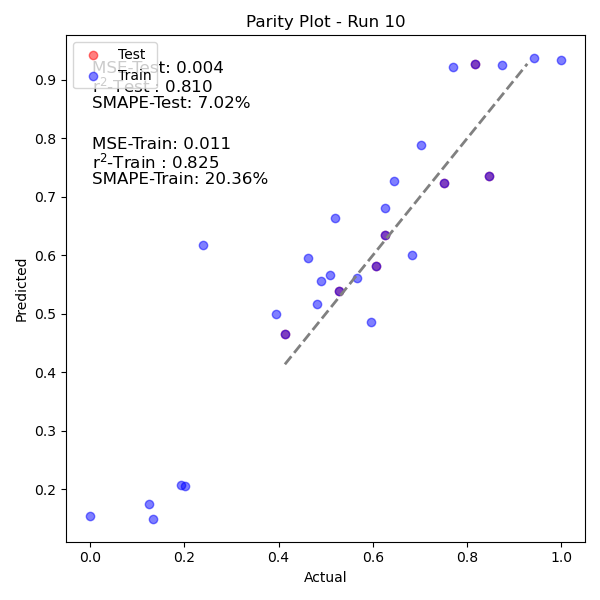 Parity Plot - Run 10
Test
Train
MSE-Test: 0.004
r²-Test : 0.810
SMAPE-Test: 7.02%
MSE-Train: 0.011
r²-Train : 0.825
SMAPE-Train: 20.36%
Predicted
0.9
0.8
0.7
0.6
0.5
0.4
0.3
0.2
0.0 0.2 0.4 0.6 0.8 1.0
Actual